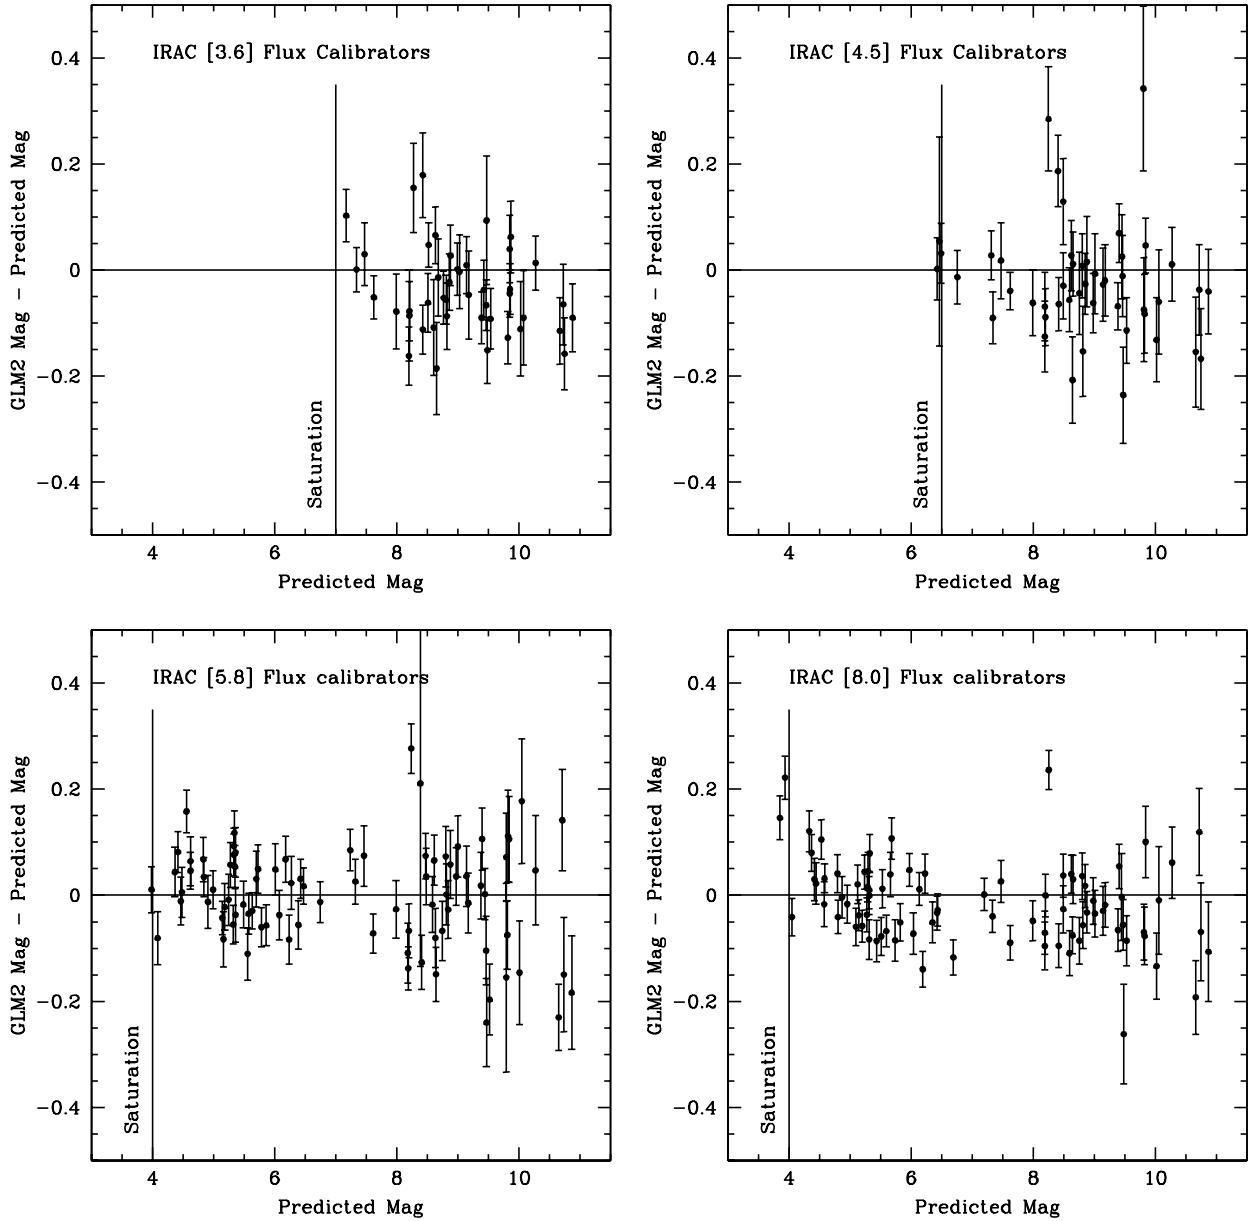 IRAC [3.6] Flux Calibrators
GLM2 Mag − Predicted Mag
0.4
0.2
0
−0.2
−0.4
Saturation
4
6
8
10
Predicted Mag
IRAC [4.5] Flux Calibrators
GLM2 Mag − Predicted Mag
0.4
0.2
0
−0.2
−0.4
Saturation
4
6
8
10
Predicted Mag
IRAC [5.8] Flux calibrators
GLM2 Mag − Predicted Mag
0.4
0.2
0
−0.2
−0.4
Saturation
4
6
8
10
Predicted Mag
IRAC [8.0] Flux calibrators
GLM2 Mag − Predicted Mag
0.4
0.2
0
−0.2
−0.4
Saturation
4
6
8
10
Predicted Mag